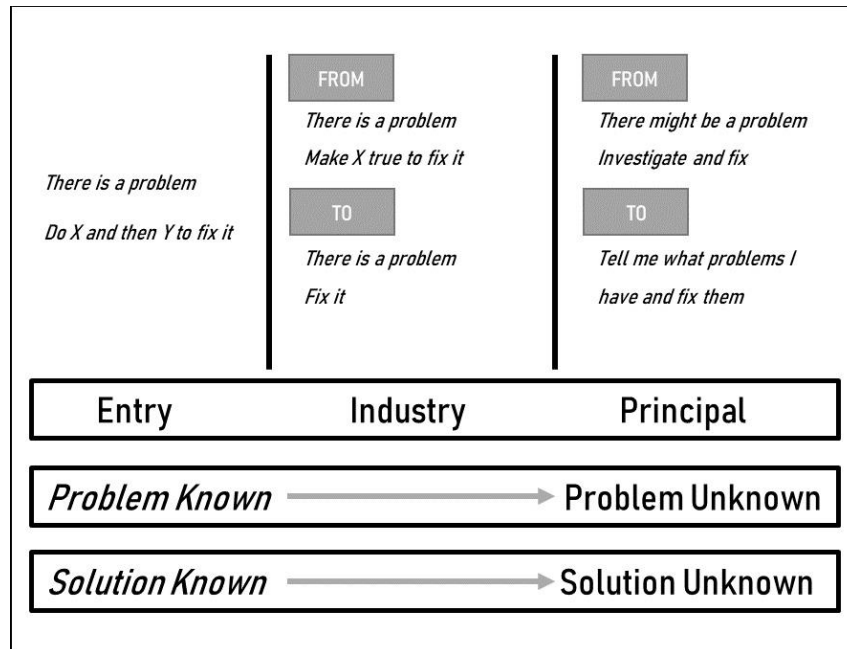 There is a problem
Do X and then Y to fix it
FROM
There is a problem
Make X true to fix it
TO
There is a problem
Fix it
FROM
There might be a problem
Investigate and fix
TO
Tell me what problems I
have and fix them
Entry Industry Principal
Problem Known Problem Unknown
Solution Known Solution Unknown